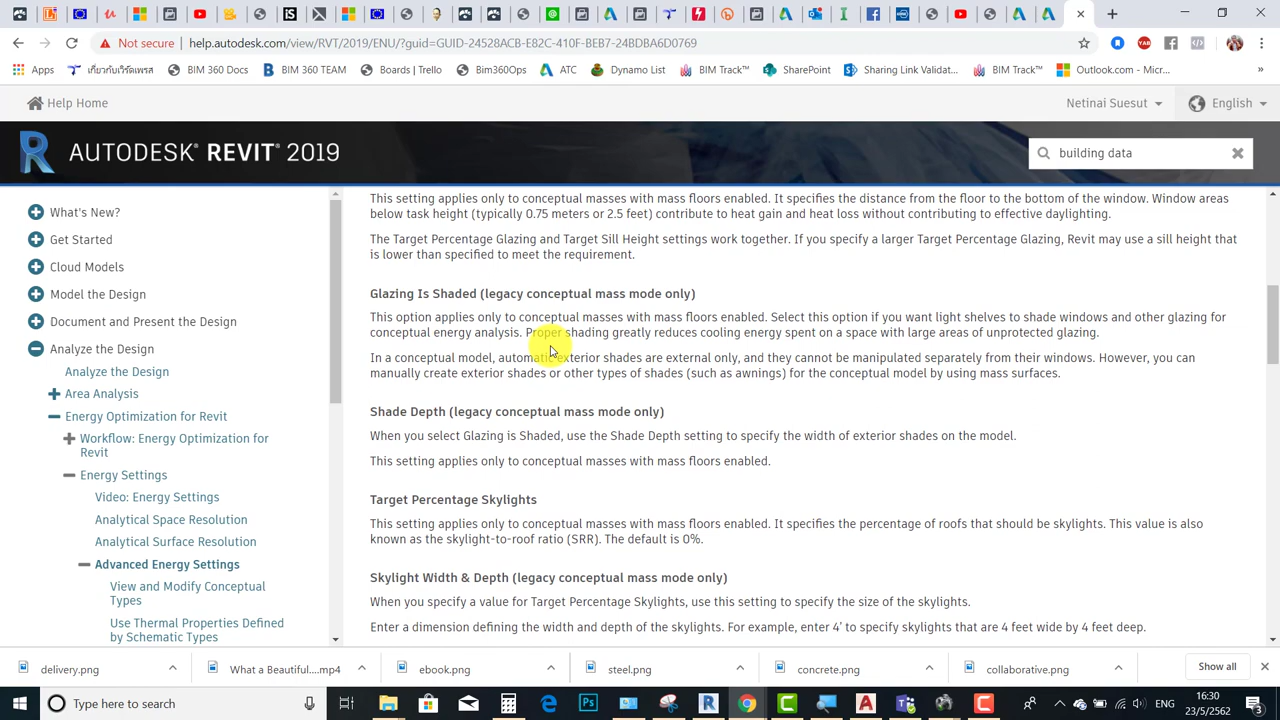 Not secure | help.autodesk.com/view/RVT/2019/ENU/?guid=GUID-24528ACB-E82C-410F-BEB7-24BDBA6D0769
Apps เกี่ยวกับเวิร์ดเพรส BIM 360 Docs BIM 360 TEAM Boards | Trello Bim360Ops ATC Dynamo List BIM Track™ SharePoint Sharing Link Validat... BIM Track™ Outlook.com - Micr... »
Help Home Netinai Suesut English
AUTODESK® REVIT® 2019 building data
What's New?
Get Started
Cloud Models
Model the Design
Document and Present the Design
Analyze the Design
Analyze the Design
Area Analysis
Energy Optimization for Revit
Workflow: Energy Optimization for
Revit
Energy Settings
Video: Energy Settings
Analytical Space Resolution
Analytical Surface Resolution
Advanced Energy Settings
View and Modify Conceptual
Types
Use Thermal Properties Defined
by Schematic Types
This setting applies only to conceptual masses with mass floors enabled. It specifies the distance from the floor to the bottom of the window. Window areas
below task height (typically 0.75 meters or 2.5 feet) contribute to heat gain and heat loss without contributing to effective daylighting.
The Target Percentage Glazing and Target Sill Height settings work together. If you specify a larger Target Percentage Glazing, Revit may use a sill height that
is lower than specified to meet the requirement.
Glazing Is Shaded (legacy conceptual mass mode only)
This option applies only to conceptual masses with mass floors enabled. Select this option if you want light shelves to shade windows and other glazing for
conceptual energy analysis. Proper shading greatly reduces cooling energy spent on a space with large areas of unprotected glazing.
In a conceptual model, automatic exterior shades are external only, and they cannot be manipulated separately from their windows. However, you can
manually create exterior shades or other types of shades (such as awnings) for the conceptual model by using mass surfaces.
Shade Depth (legacy conceptual mass mode only)
When you select Glazing is Shaded, use the Shade Depth setting to specify the width of exterior shades on the model.
This setting applies only to conceptual masses with mass floors enabled.
Target Percentage Skylights
This setting applies only to conceptual masses with mass floors enabled. It specifies the percentage of roofs that should be skylights. This value is also
known as the skylight-to-roof ratio (SRR). The default is 0%.
Skylight Width & Depth (legacy conceptual mass mode only)
When you specify a value for Target Percentage Skylights, use this setting to specify the size of the skylights.
Enter a dimension defining the width and depth of the skylights. For example, enter 4' to specify skylights that are 4 feet wide by 4 feet deep.
delivery.png What a Beautiful....mp4 ebook.png steel.png concrete.png collaborative.png Show all
Type here to search ENG 16:30
23/5/2562